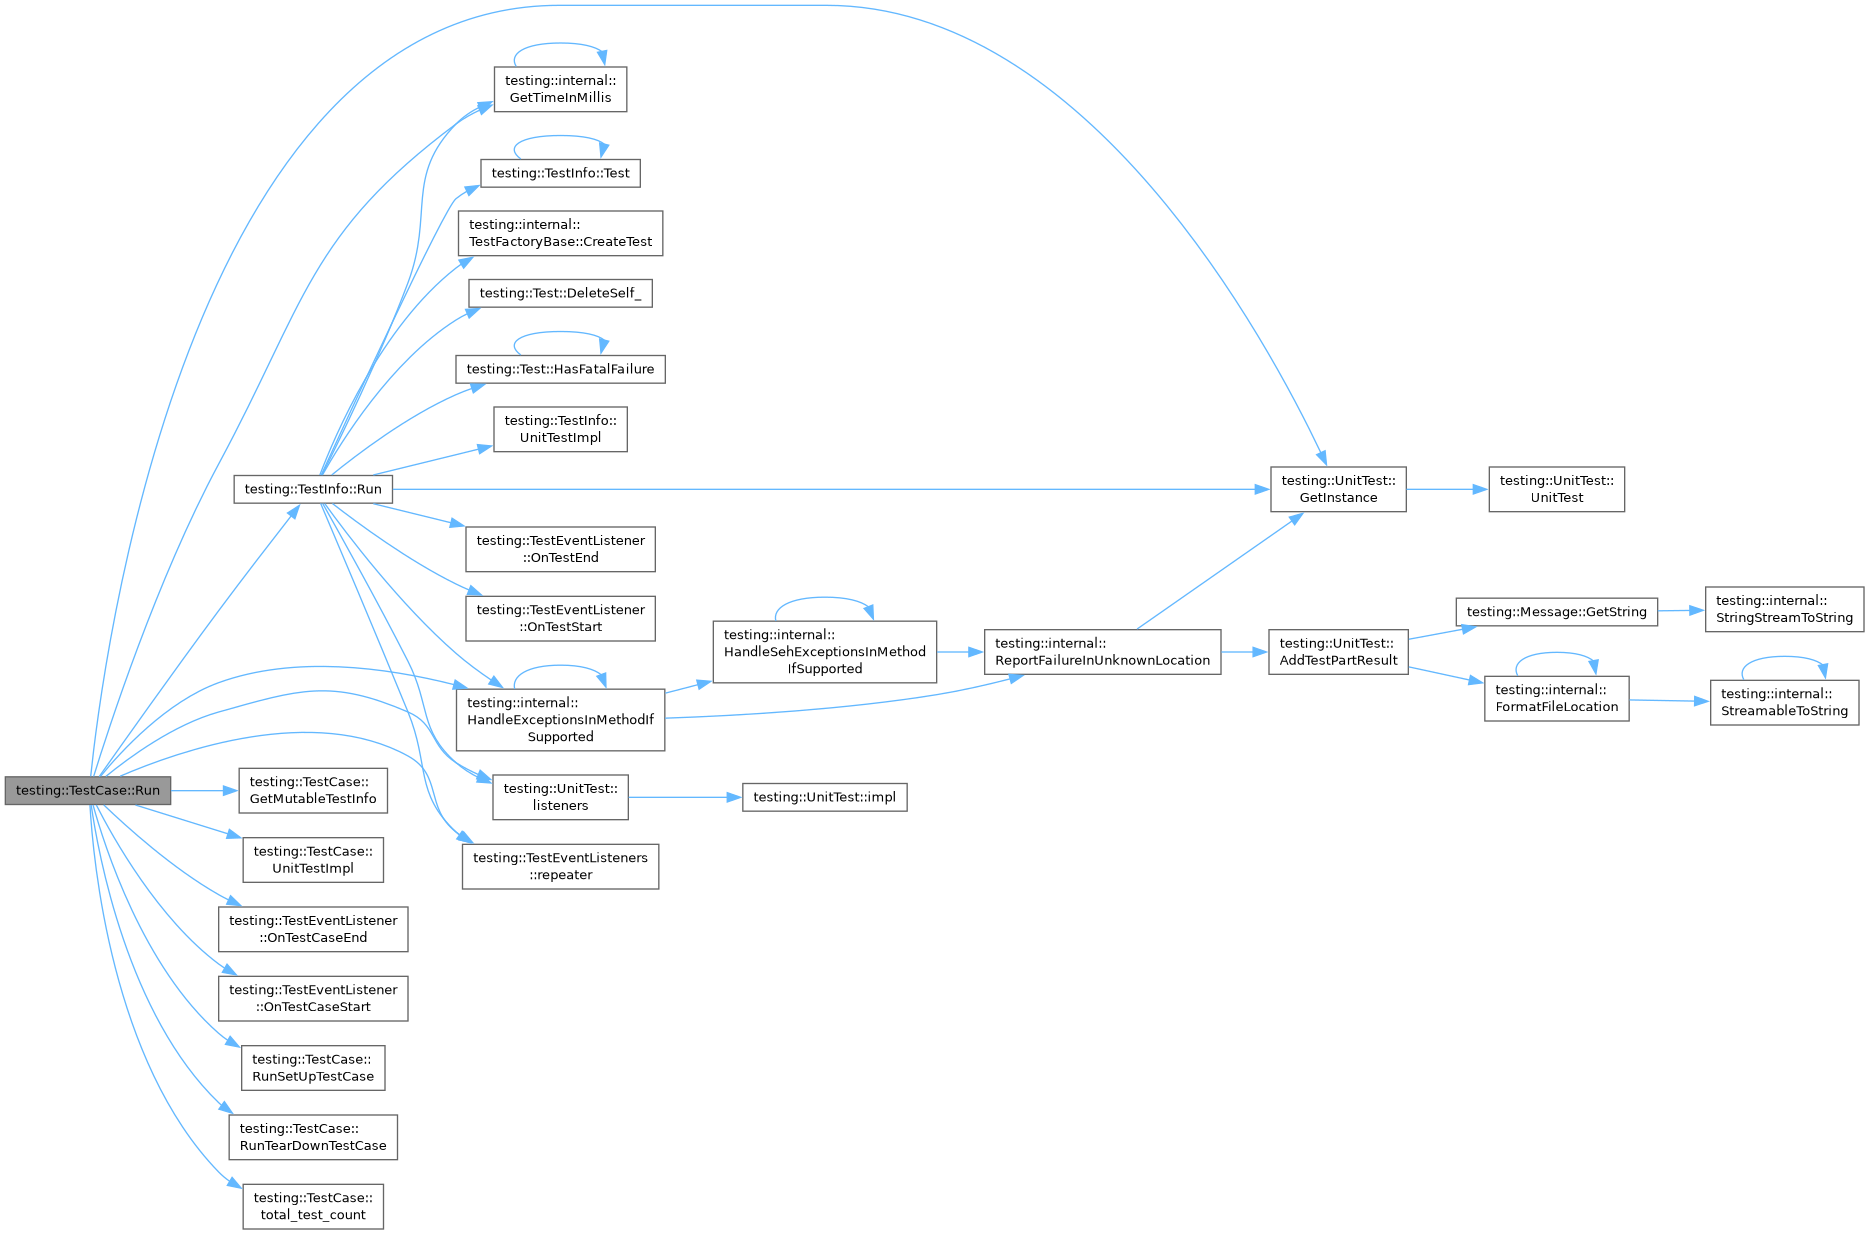 testing::internal::
GetTimeInMillis
testing::TestInfo::Test
testing::internal::
TestFactoryBase::CreateTest
testing::Test::DeleteSelf_
testing::Test::HasFatalFailure
testing::TestInfo::
UnitTestImpl
testing::TestInfo::Run
testing::UnitTest::
GetInstance
testing::UnitTest::
UnitTest
testing::TestEventListener
::OnTestEnd
testing::TestEventListener
::OnTestStart
testing::internal::
HandleSehExceptionsInMethod
IfSupported
testing::internal::
ReportFailureInUnknownLocation
testing::UnitTest::
AddTestPartResult
testing::Message::GetString
testing::internal::
StringStreamToString
testing::internal::
FormatFileLocation
testing::internal::
StreamableToString
testing::internal::
HandleExceptionsInMethodIf
Supported
testing::TestCase::Run
testing::TestCase::
GetMutableTestInfo
testing::UnitTest::
listeners
testing::UnitTest::impl
testing::TestCase::
UnitTestImpl
testing::TestEventListeners
::repeater
testing::TestEventListener
::OnTestCaseEnd
testing::TestEventListener
::OnTestCaseStart
testing::TestCase::
RunSetUpTestCase
testing::TestCase::
RunTearDownTestCase
testing::TestCase::
total_test_count